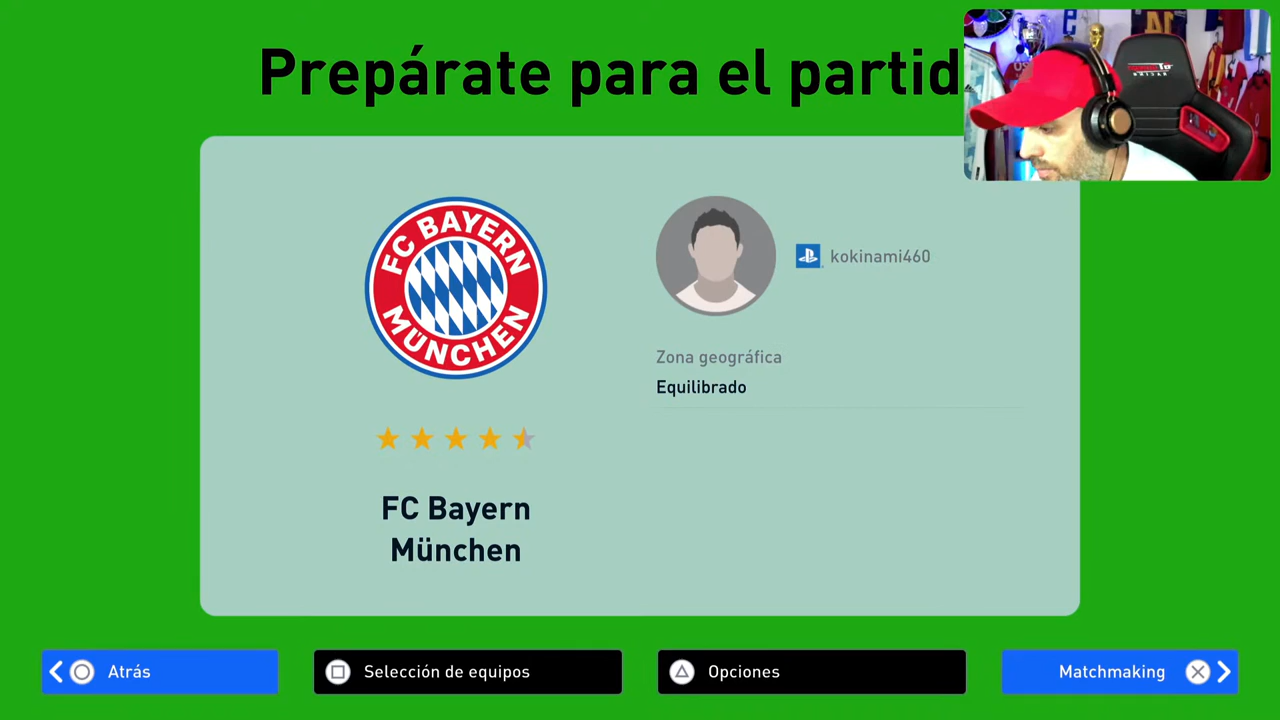 Prepárate para el partid
FC BAYERN
MÜNCHEN
kokinami460
Zona geográfica
Equilibrado
FC Bayern
München
Atrás
Selección de equipos
Opciones
Matchmaking